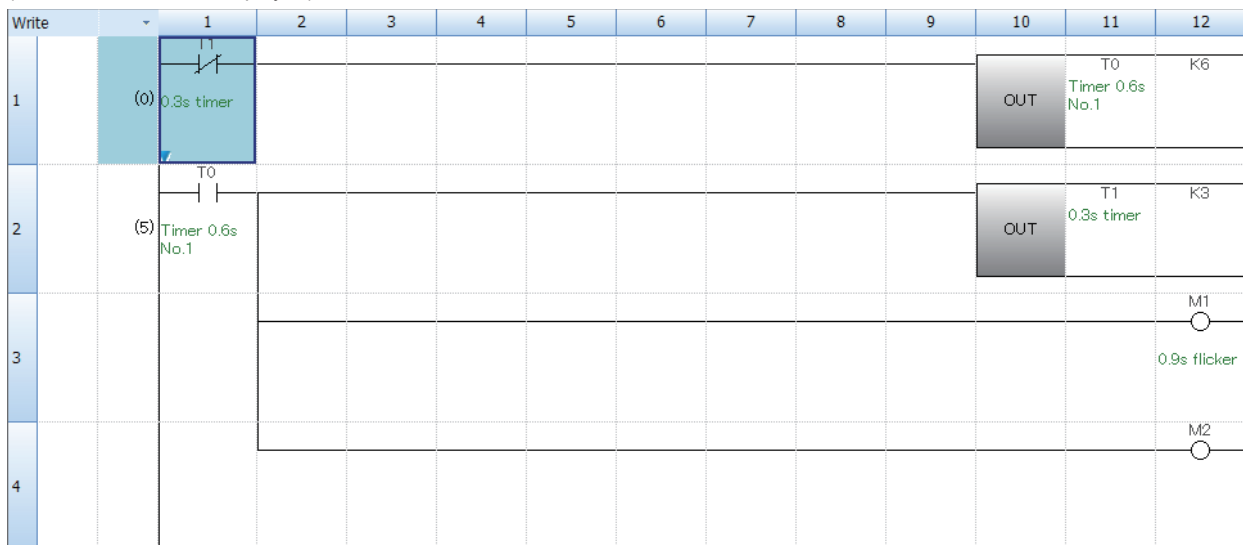 Write 1 2 3 4 5 6 7 8 9 10 11 12
T1 T0 K6
1 (0) 0.3s timer OUT Timer 0.6s
No.1
T0 T1 K3
2 (5) Timer 0.6s OUT 0.3s timer
No.1
M1
3 0.9s flicker
M2
4